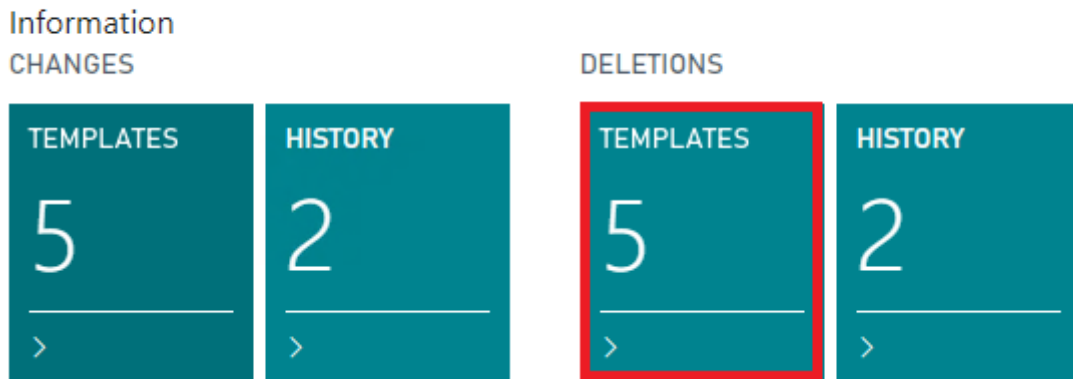 Information
CHANGES
DELETIONS
TEMPLATES
HISTORY
TEMPLATES
HISTORY
5
2
5
2
>
>
>
>